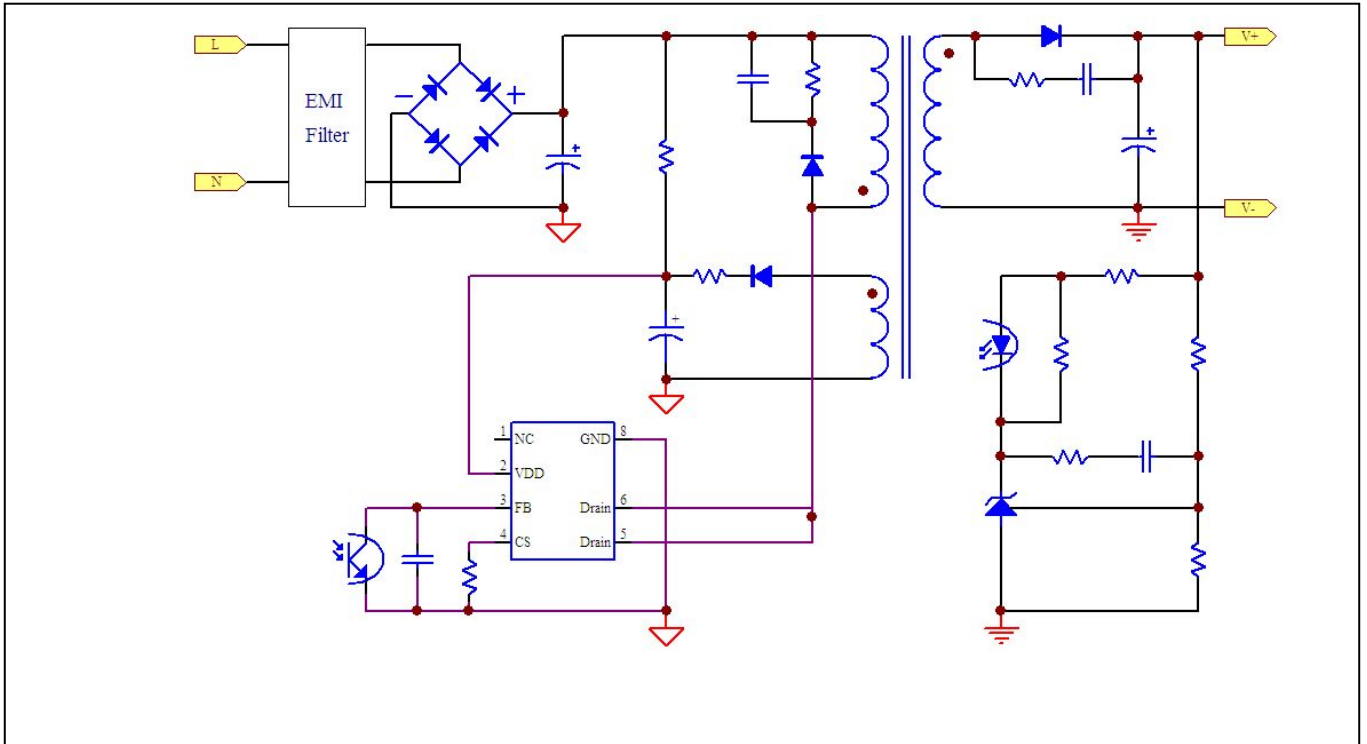 L
EMI
Filter
N
−
+
+
+
+
V+
V-
1 NC
GND 8
2 VDD
3 FB
Drain 6
4 CS
Drain 5